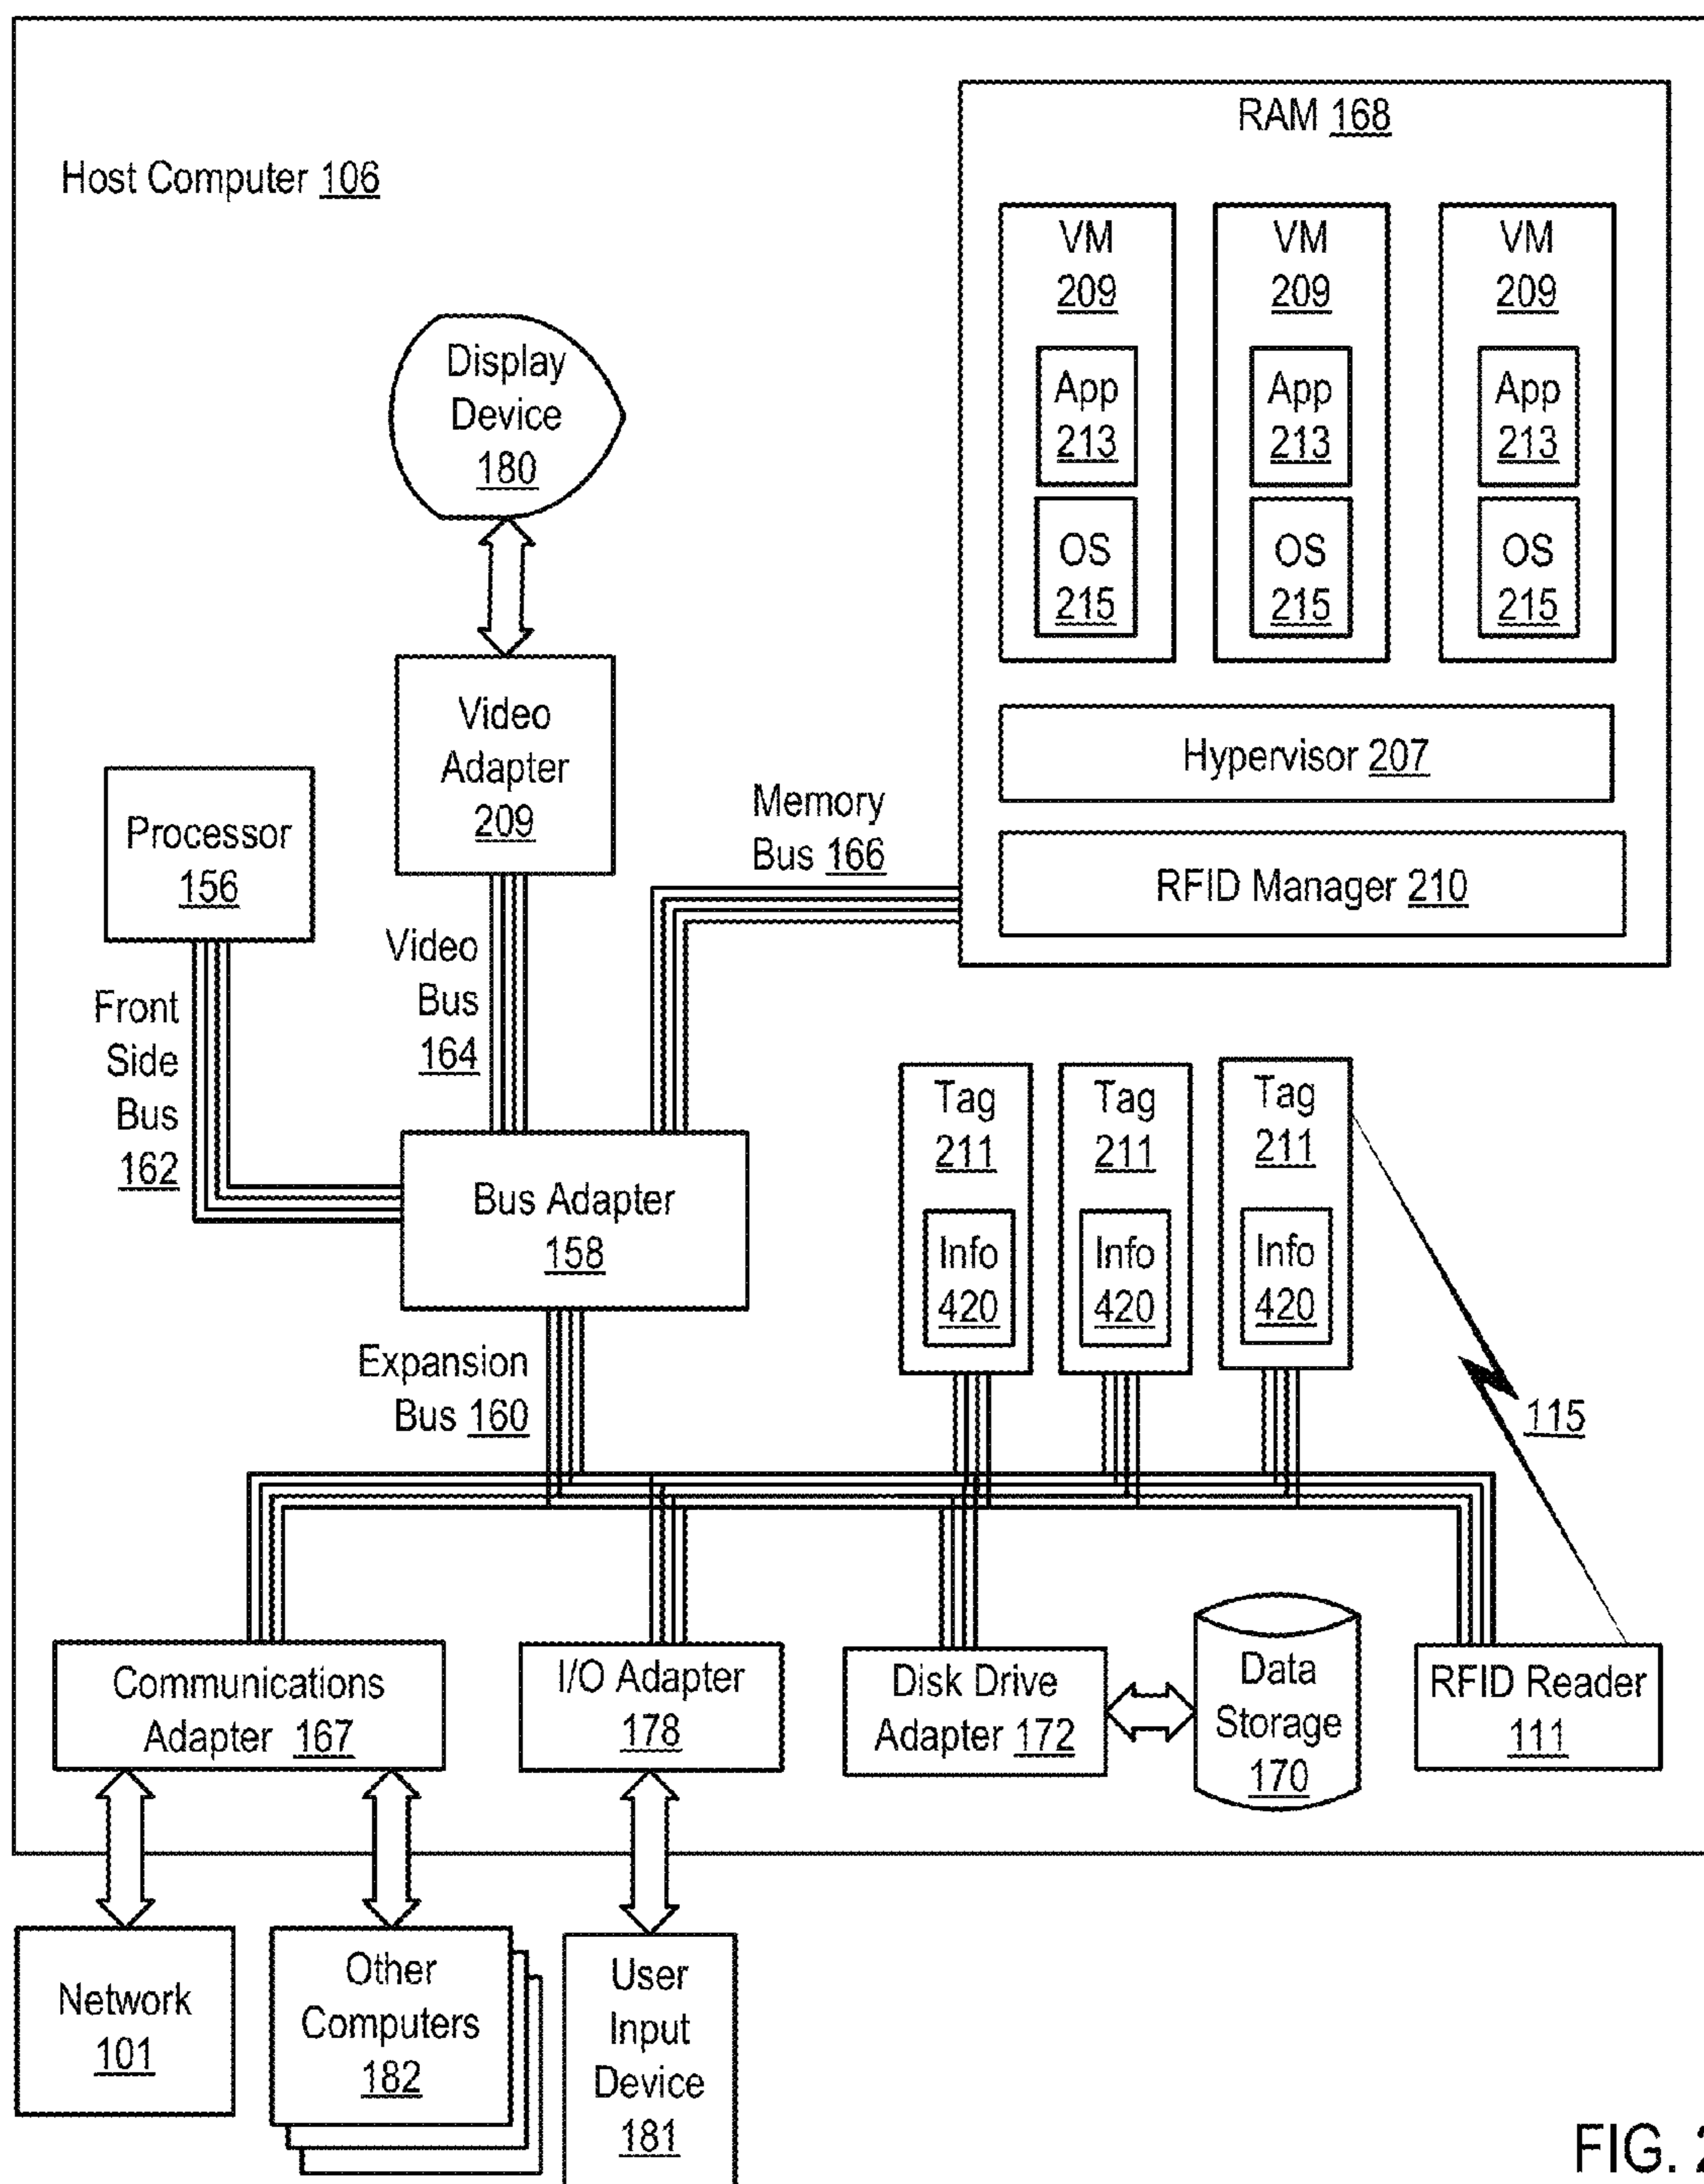 Host Computer 106
RAM 168
VM
209
App
213
OS
215
VM
209
App
213
OS
215
VM
209
App
213
OS
215
Hypervisor 207
RFID Manager 210
Display
Device
180
Video
Adapter
209
Processor
156
Memory
Bus 166
Video
Bus
164
Front
Side
Bus
162
Bus Adapter
158
Tag
211
Info
420
Tag
211
Info
420
Tag
211
Info
420
Expansion
Bus 160
115
Communications
Adapter 167
I/O Adapter
178
Disk Drive
Adapter 172
Data
Storage
170
RFID Reader
111
Network
101
Other
Computers
182
User
Input
Device
181
FIG. 2